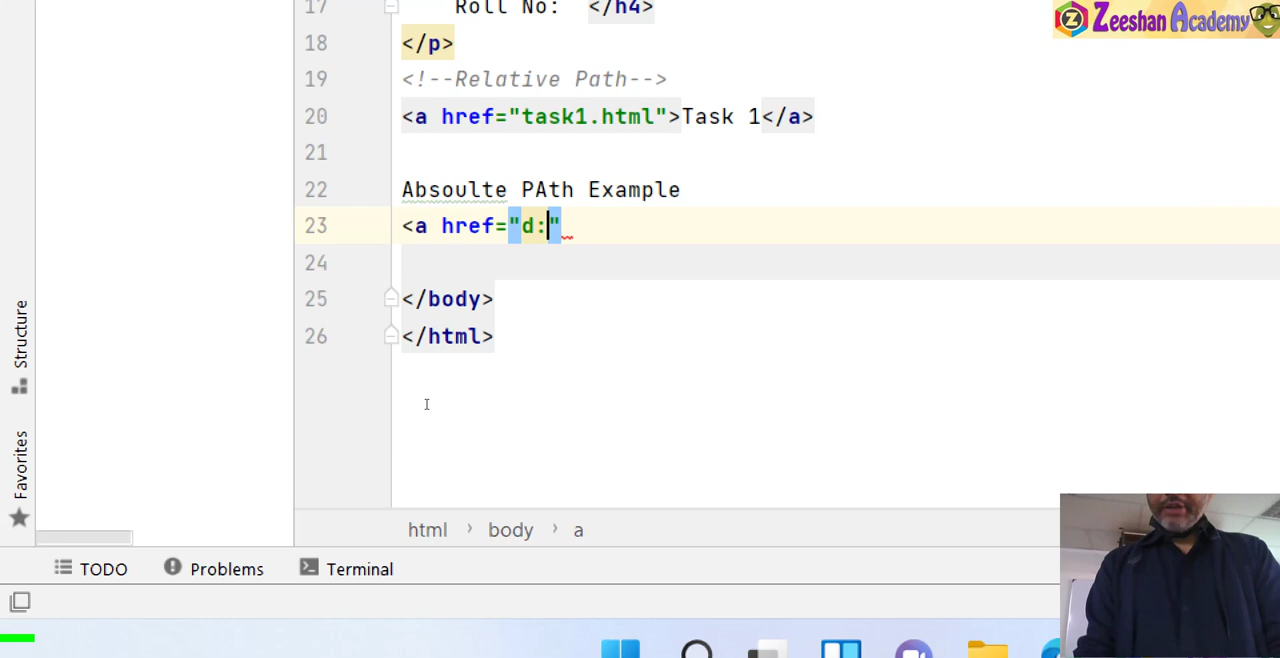 Zeeshan Academy
17 Roll No: </h4>
18 </p>
19 <!--Relative Path-->
20 <a href="task1.html">Task 1</a>
21
22 Absoulte PAth Example
23 <a href="d:"
24
25 </body>
26 </html>
Structure
Favorites
html › body › a
TODO Problems Terminal